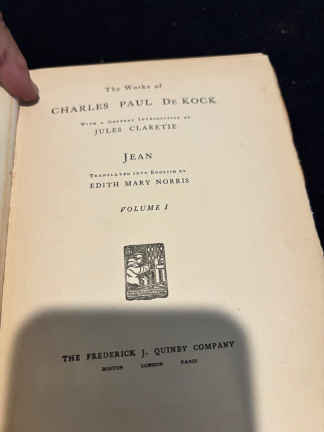 The Works of
CHARLES PAUL DE KOCK
WITH A GENERAL INTRODUCTION BY
JULES CLARETIE
JEAN
TRANSLATED INTO ENGLISH BY
EDITH MARY NORRIS
VOLUME I
THE FREDERICK J. QUINBY COMPANY
BOSTON LONDON PARIS